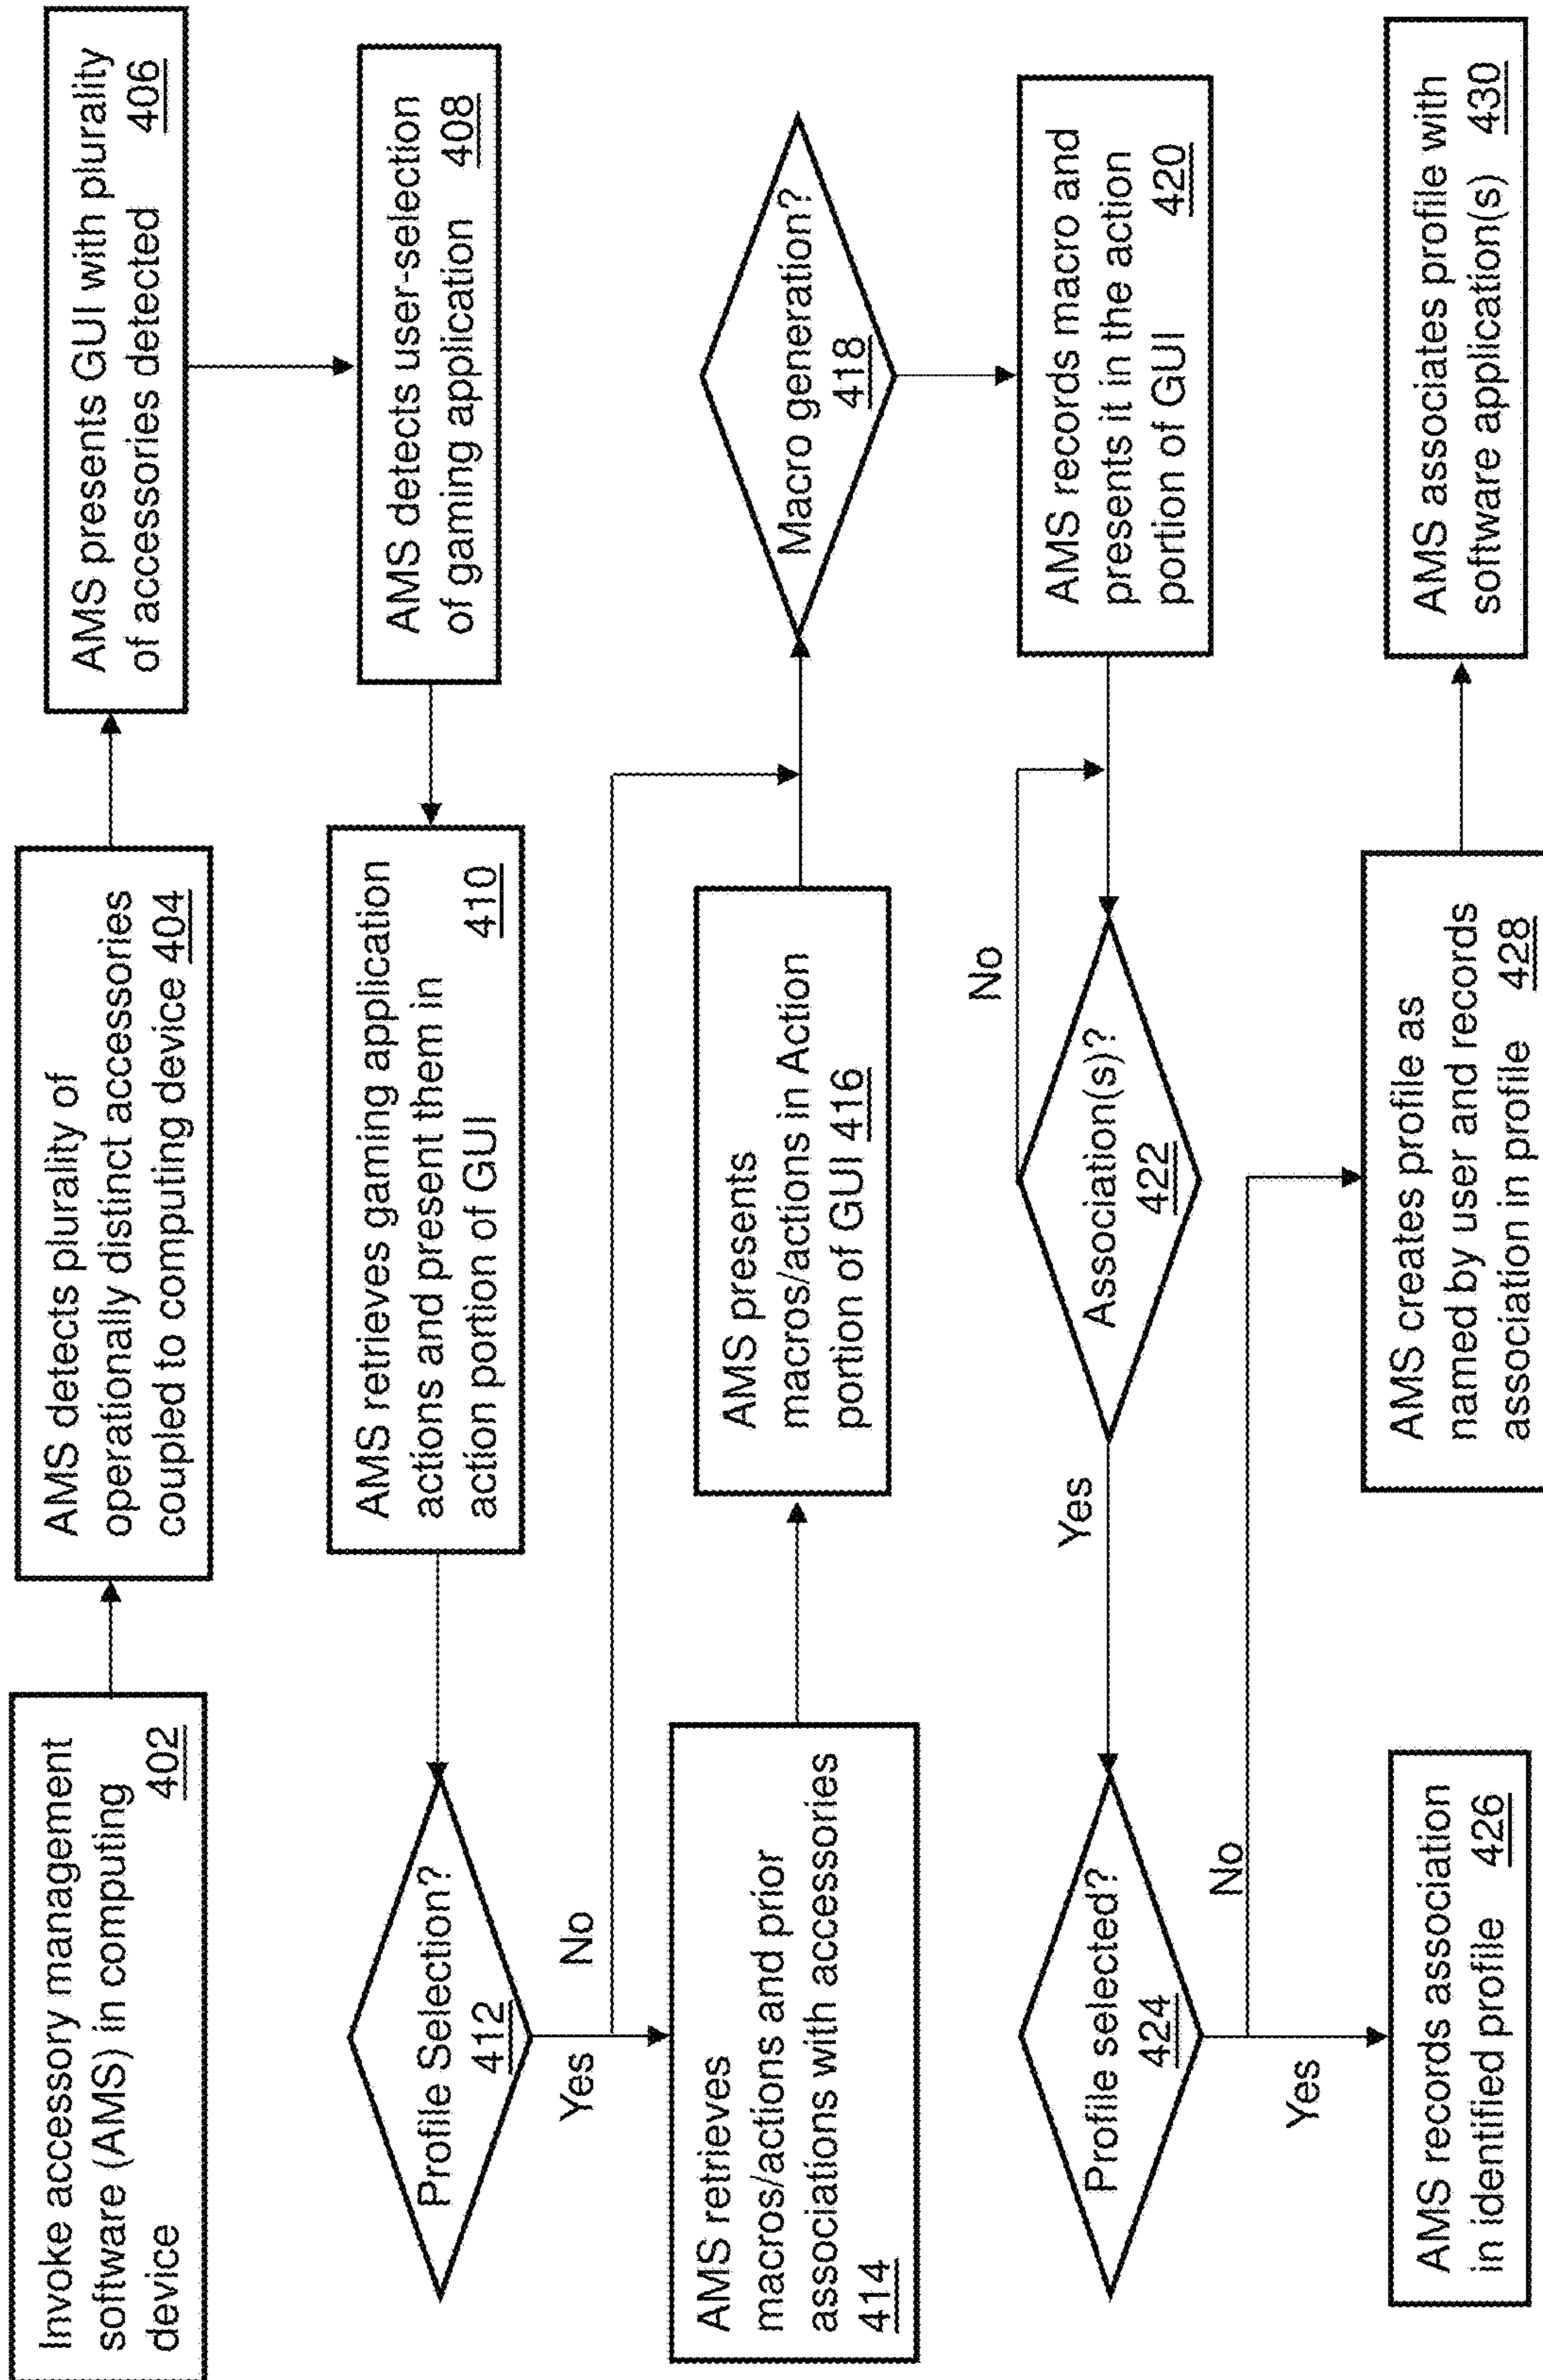 Invoke accessory management
software (AMS) in computing
device 402
AMS detects plurality of
operationally distinct accessories
coupled to computing device 404
AMS presents GUI with plurality
of accessories detected 406
AMS detects user-selection
of gaming application 408
AMS retrieves gaming application
actions and present them in
action portion of GUI 410
Profile Selection?
412
Yes
No
AMS retrieves
macros/actions and prior
associations with accessories
414
AMS presents
macros/actions in Action
portion of GUI 416
Macro generation?
418
AMS records macro and
presents it in the action
portion of GUI 420
Association(s)?
422
No
Yes
Profile selected?
424
Yes
No
AMS records association
in identified profile 426
AMS creates profile as
named by user and records
association in profile 428
AMS associates profile with
software application(s) 430